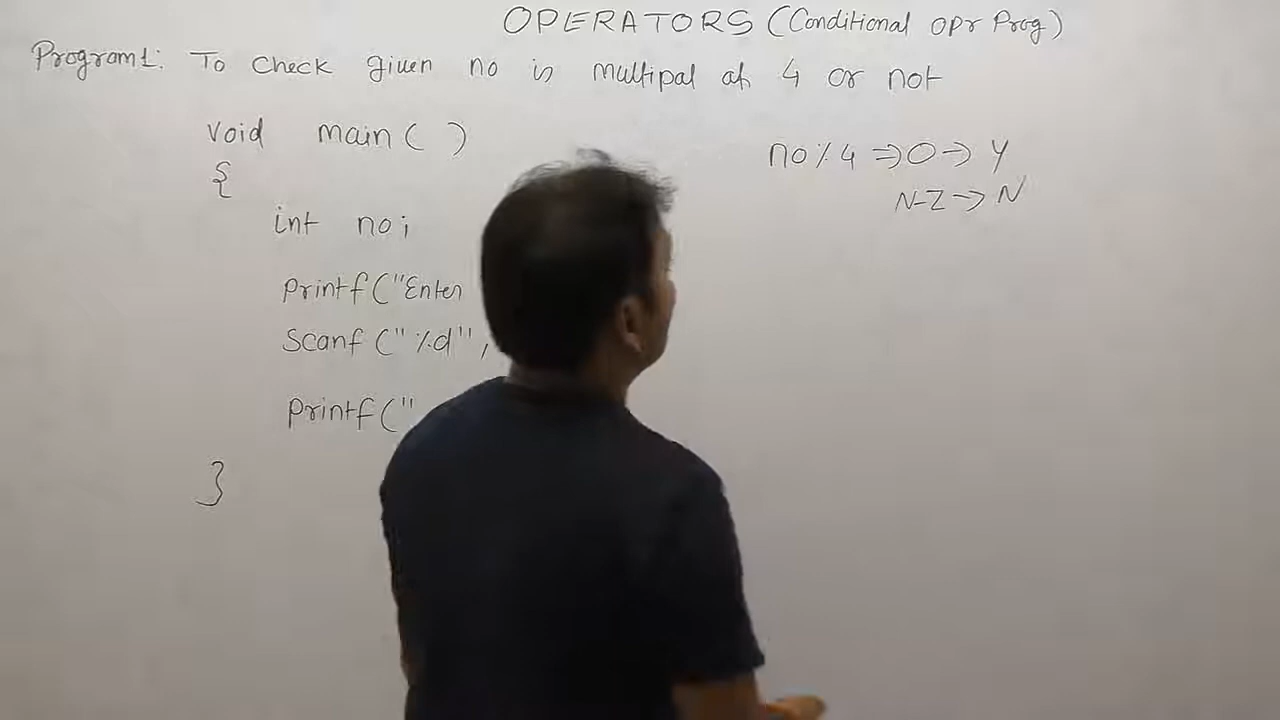 OPERATORS (Conditional opr Prog)
Program1: To Check given no is multipal of 4 or not
void main( )
{
int no;
printf("Enter
Scanf ("%d",
printf("
}
no%4 => 0 -> Y
N-Z -> N